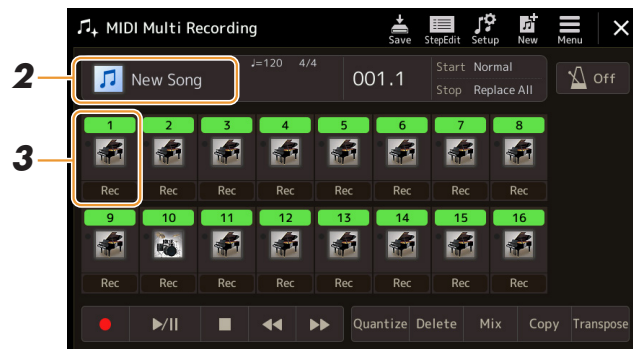 MIDI Multi Recording
Save StepEdit Setup New Menu
2
New Song
♩=120 4/4
001.1
Start Normal
Stop Replace All
Off
3
1 2 3 4 5 6 7 8
Rec Rec Rec Rec Rec Rec Rec Rec
9 10 11 12 13 14 15 16
Rec Rec Rec Rec Rec Rec Rec Rec
Quantize Delete Mix Copy Transpose